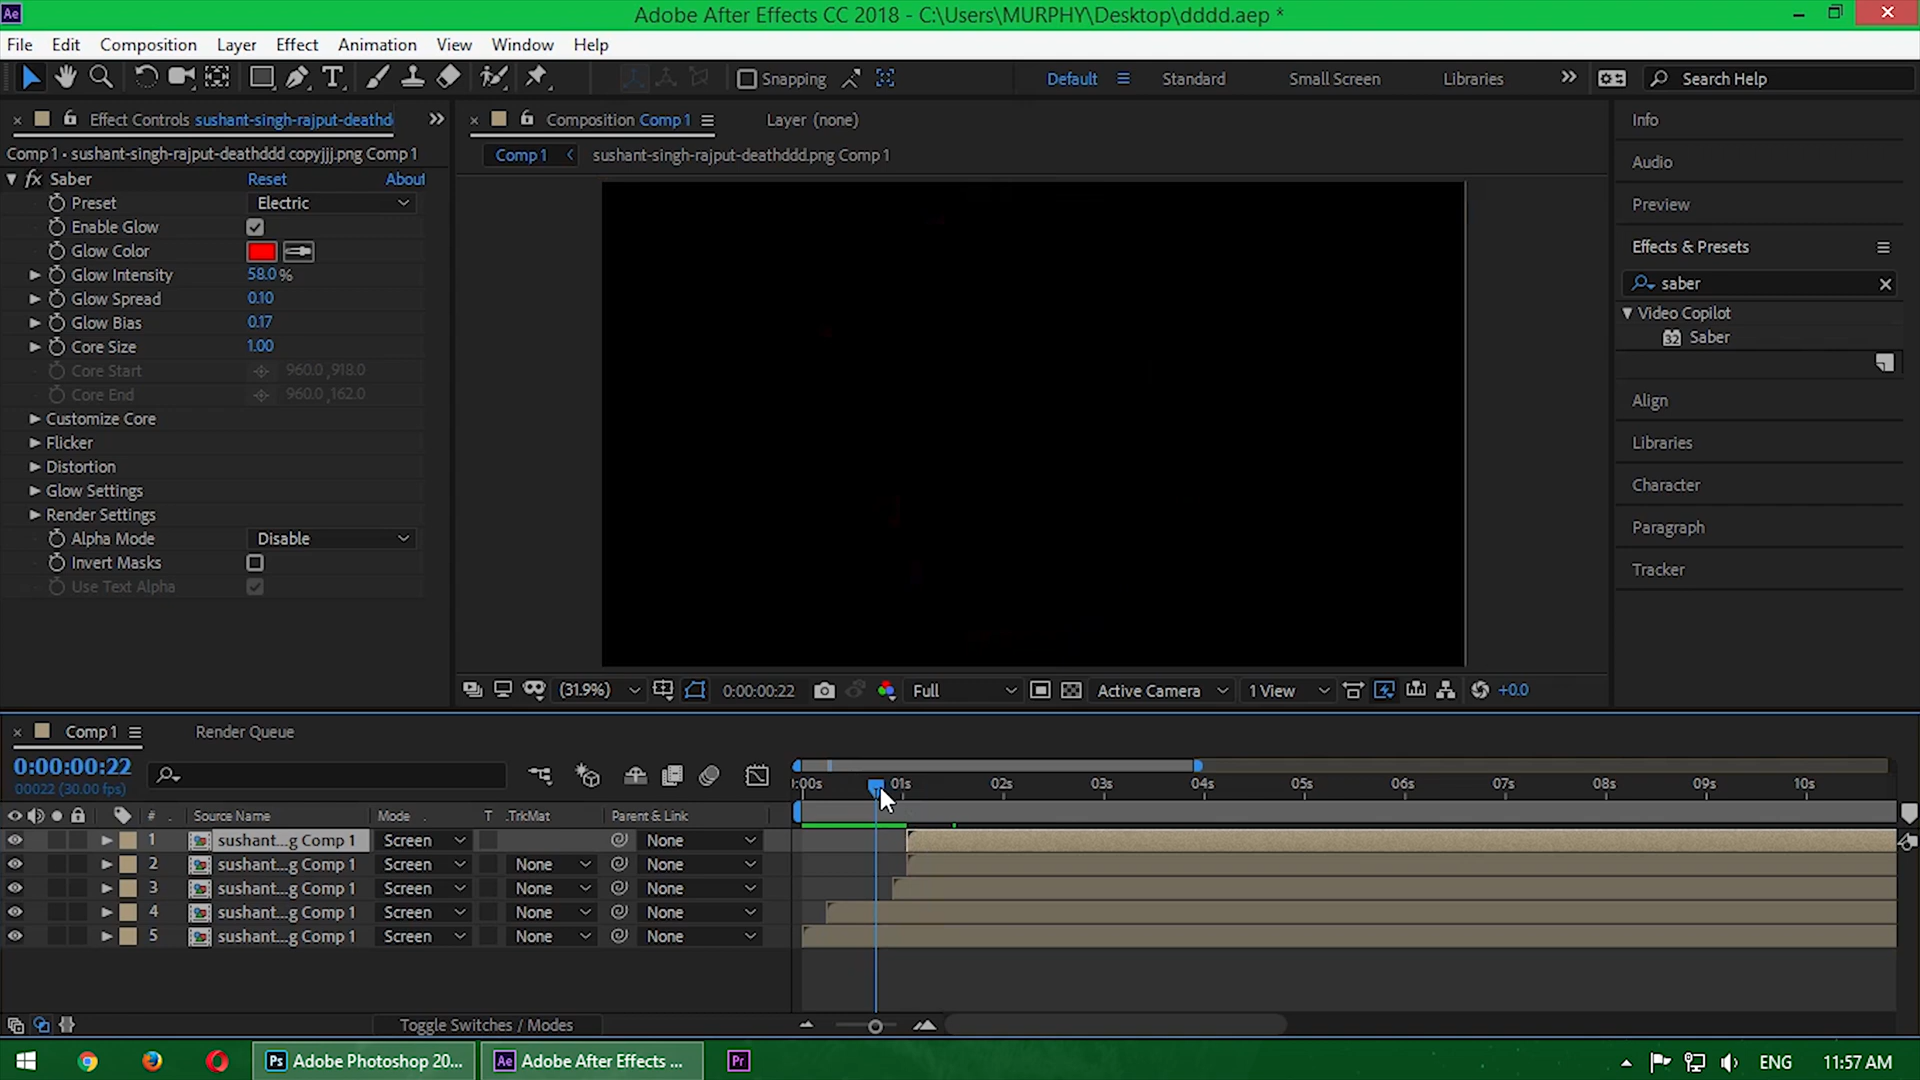 Ae Adobe After Effects CC 2018 - C:\Users\MURPHY\Desktop\dddd.aep *
File Edit Composition Layer Effect Animation View Window Help
Snapping Default Standard Small Screen Libraries Search Help
Effect Controls sushant-singh-rajput-deathd
Comp 1 • sushant-singh-rajput-deathddd copyjjj.png Comp 1
fx Saber Reset About
Preset Electric
Enable Glow
Glow Color
Glow Intensity 58.0 %
Glow Spread 0.10
Glow Bias 0.17
Core Size 1.00
Core Start 960.0 ,918.0
Core End 960.0 ,162.0
Customize Core
Flicker
Distortion
Glow Settings
Render Settings
Alpha Mode Disable
Invert Masks
Use Text Alpha
Composition Comp 1 Layer (none)
Comp 1 sushant-singh-rajput-deathddd.png Comp 1
(31.9%) 0:00:00:22 Full Active Camera 1 View +0.0
Info
Audio
Preview
Effects & Presets
saber
Video Copilot
32 Saber
Align
Libraries
Character
Paragraph
Tracker
Comp 1 Render Queue
0:00:00:22
00022 (30.00 fps)
:00s 01s 02s 03s 04s 05s 06s 07s 08s 09s 10s
# Source Name Mode T .TrkMat Parent & Link
1 sushant...g Comp 1 Screen None
2 sushant...g Comp 1 Screen None None
3 sushant...g Comp 1 Screen None None
4 sushant...g Comp 1 Screen None None
5 sushant...g Comp 1 Screen None None
Toggle Switches / Modes
Ps Adobe Photoshop 20... Ae Adobe After Effects ... Pr ENG 11:57 AM